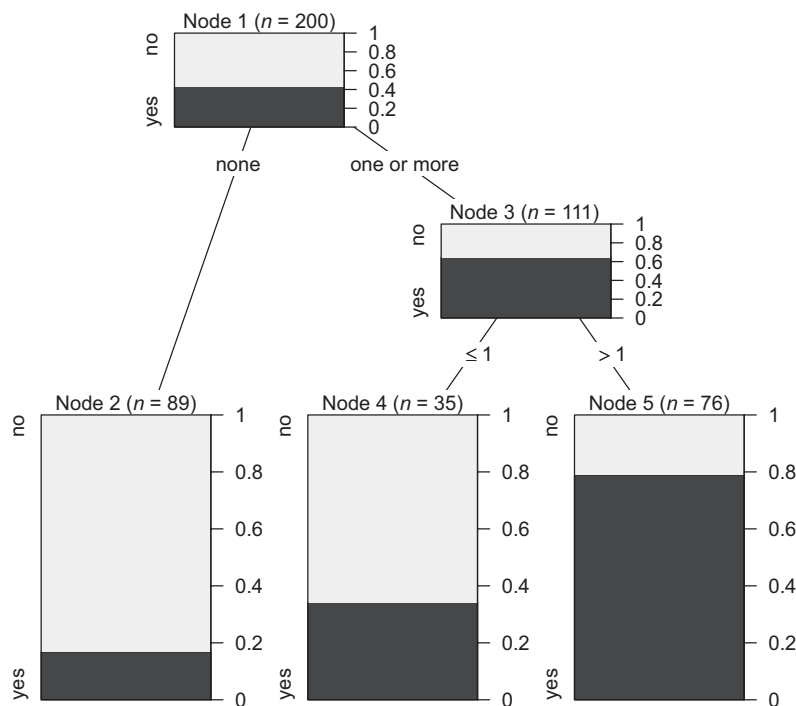 Node 1 (n = 200)
no
yes
1
0.8
0.6
0.4
0.2
0
none
one or more
Node 3 (n = 111)
no
yes
1
0.8
0.6
0.4
0.2
0
≤ 1
> 1
Node 2 (n = 89)
no
yes
1
0.8
0.6
0.4
0.2
0
Node 4 (n = 35)
no
yes
1
0.8
0.6
0.4
0.2
0
Node 5 (n = 76)
no
yes
1
0.8
0.6
0.4
0.2
0